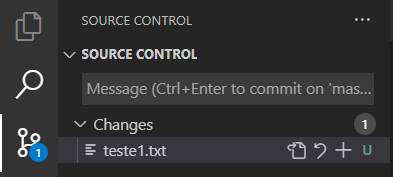 SOURCE CONTROL
SOURCE CONTROL
Message (Ctrl+Enter to commit on 'mas...
Changes 1
teste1.txt U
1